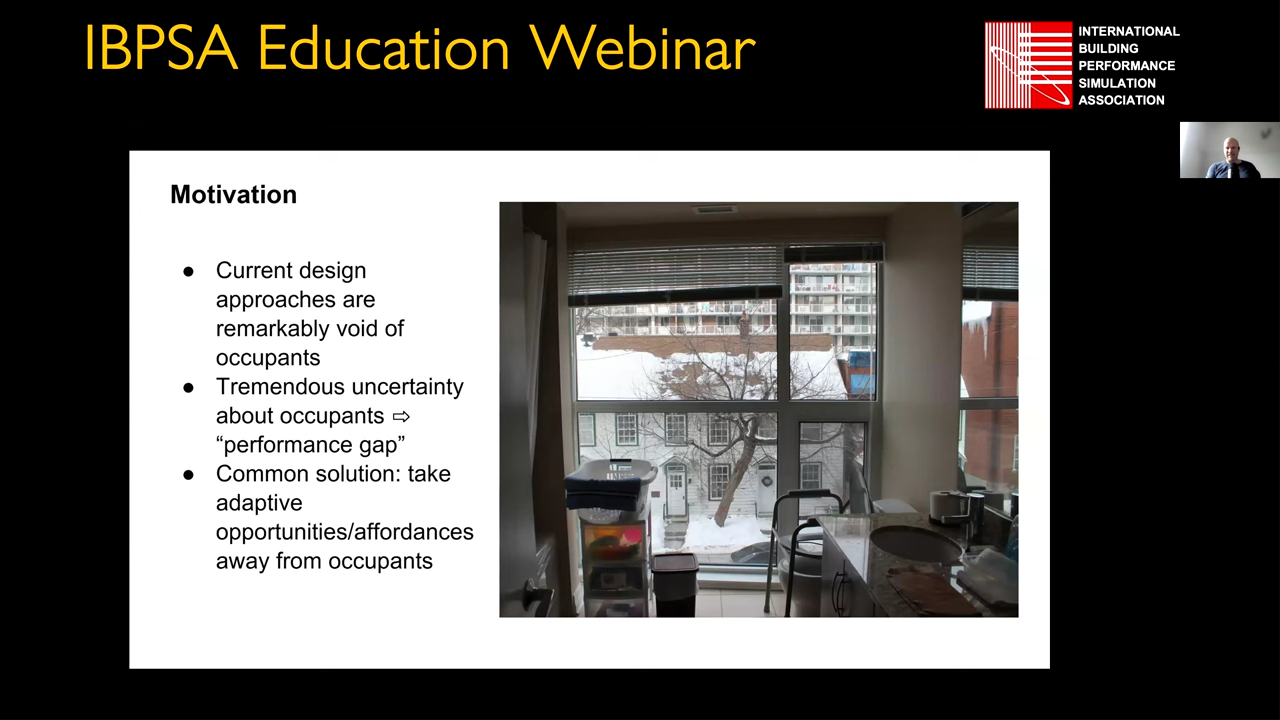 IBPSA Education Webinar
INTERNATIONAL
BUILDING
PERFORMANCE
SIMULATION
ASSOCIATION
Motivation
● Current design
approaches are
remarkably void of
occupants
● Tremendous uncertainty
about occupants ⇨
“performance gap”
● Common solution: take
adaptive
opportunities/affordances
away from occupants